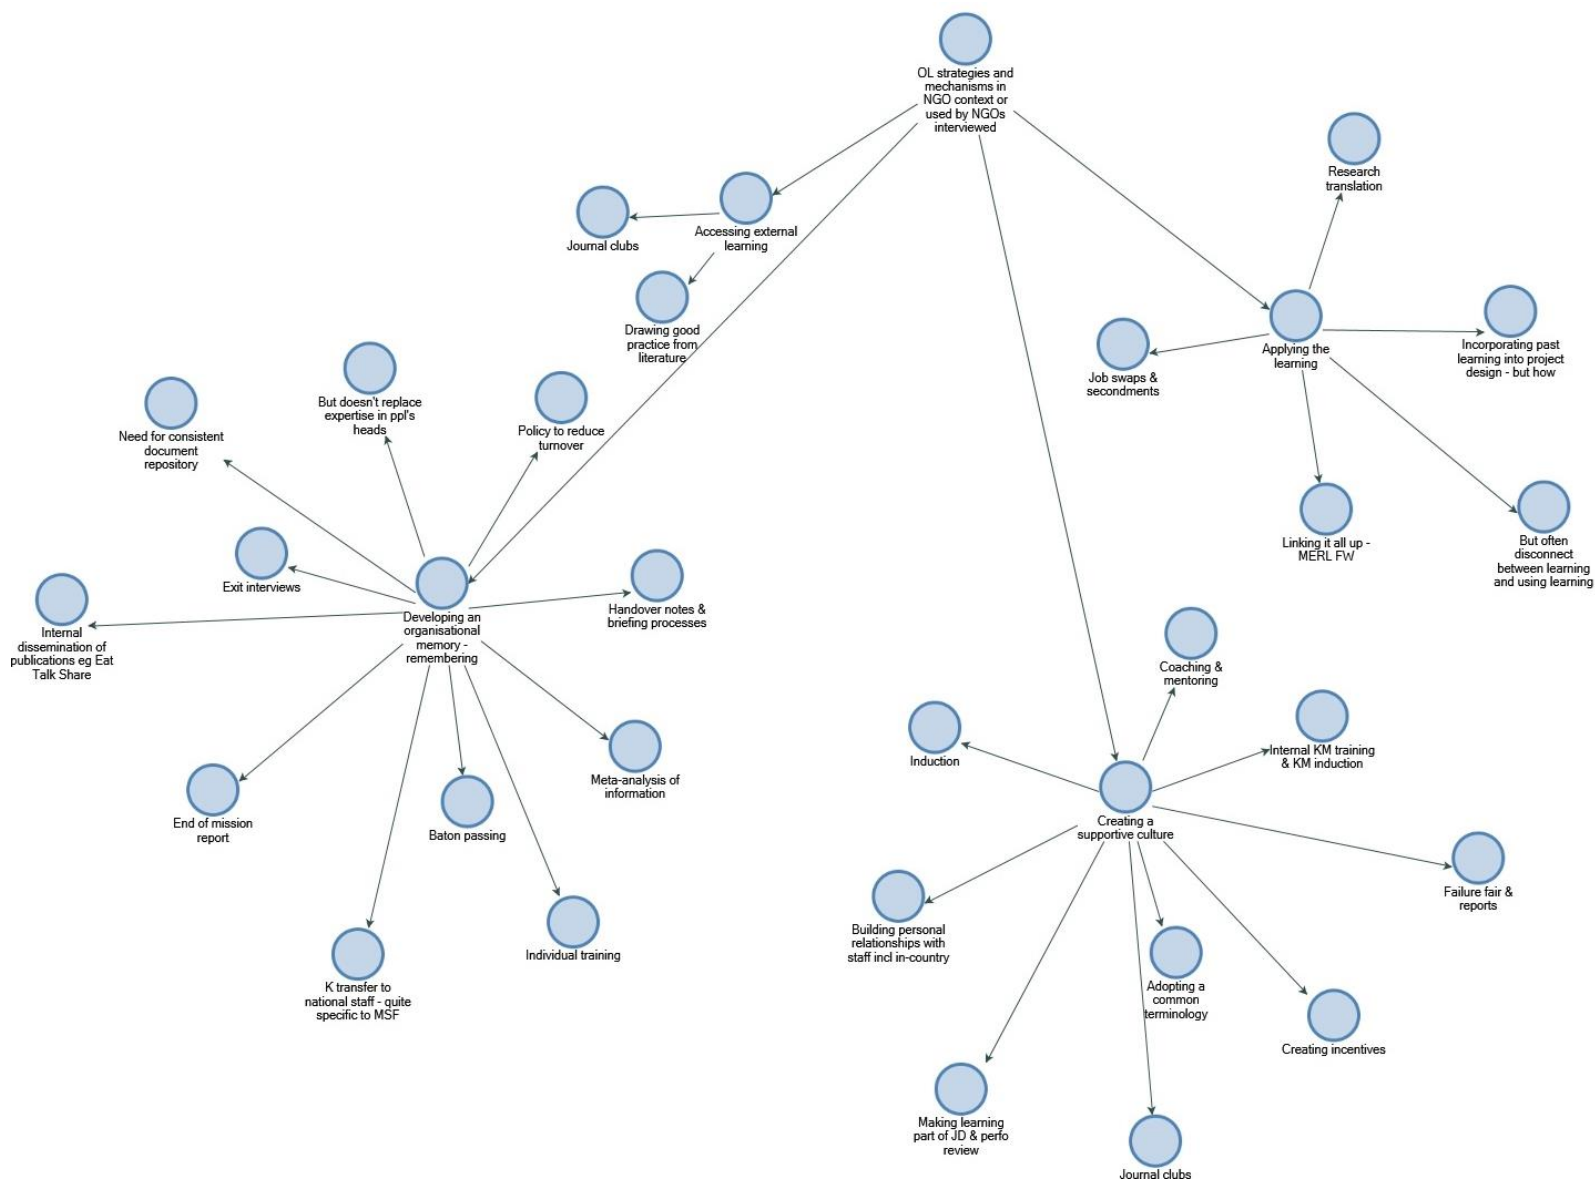 OL strategies and
mechanisms in
NGO context or
used by NGOs
interviewed
Research
translation
Accessing external
learning
Journal clubs
Drawing good
practice from
literature
Applying the
learning
Job swaps &
secondments
Incorporating past
learning into project
design - but how
Linking it all up -
MERL FW
But often
disconnect
between learning
and using learning
But doesn't replace
expertise in ppl's
heads
Policy to reduce
turnover
Need for consistent
document
repository
Exit interviews
Handover notes &
briefing processes
Developing an
organisational
memory -
remembering
Internal
dissemination of
publications eg Eat
Talk Share
End of mission
report
Baton passing
Meta-analysis of
information
Individual training
K transfer to
national staff - quite
specific to MSF
Coaching &
mentoring
Induction
Internal KM training
& KM induction
Creating a
supportive culture
Failure fair &
reports
Building personal
relationships with
staff incl in-country
Adopting a
common
terminology
Creating incentives
Making learning
part of JD & perfo
review
Journal clubs